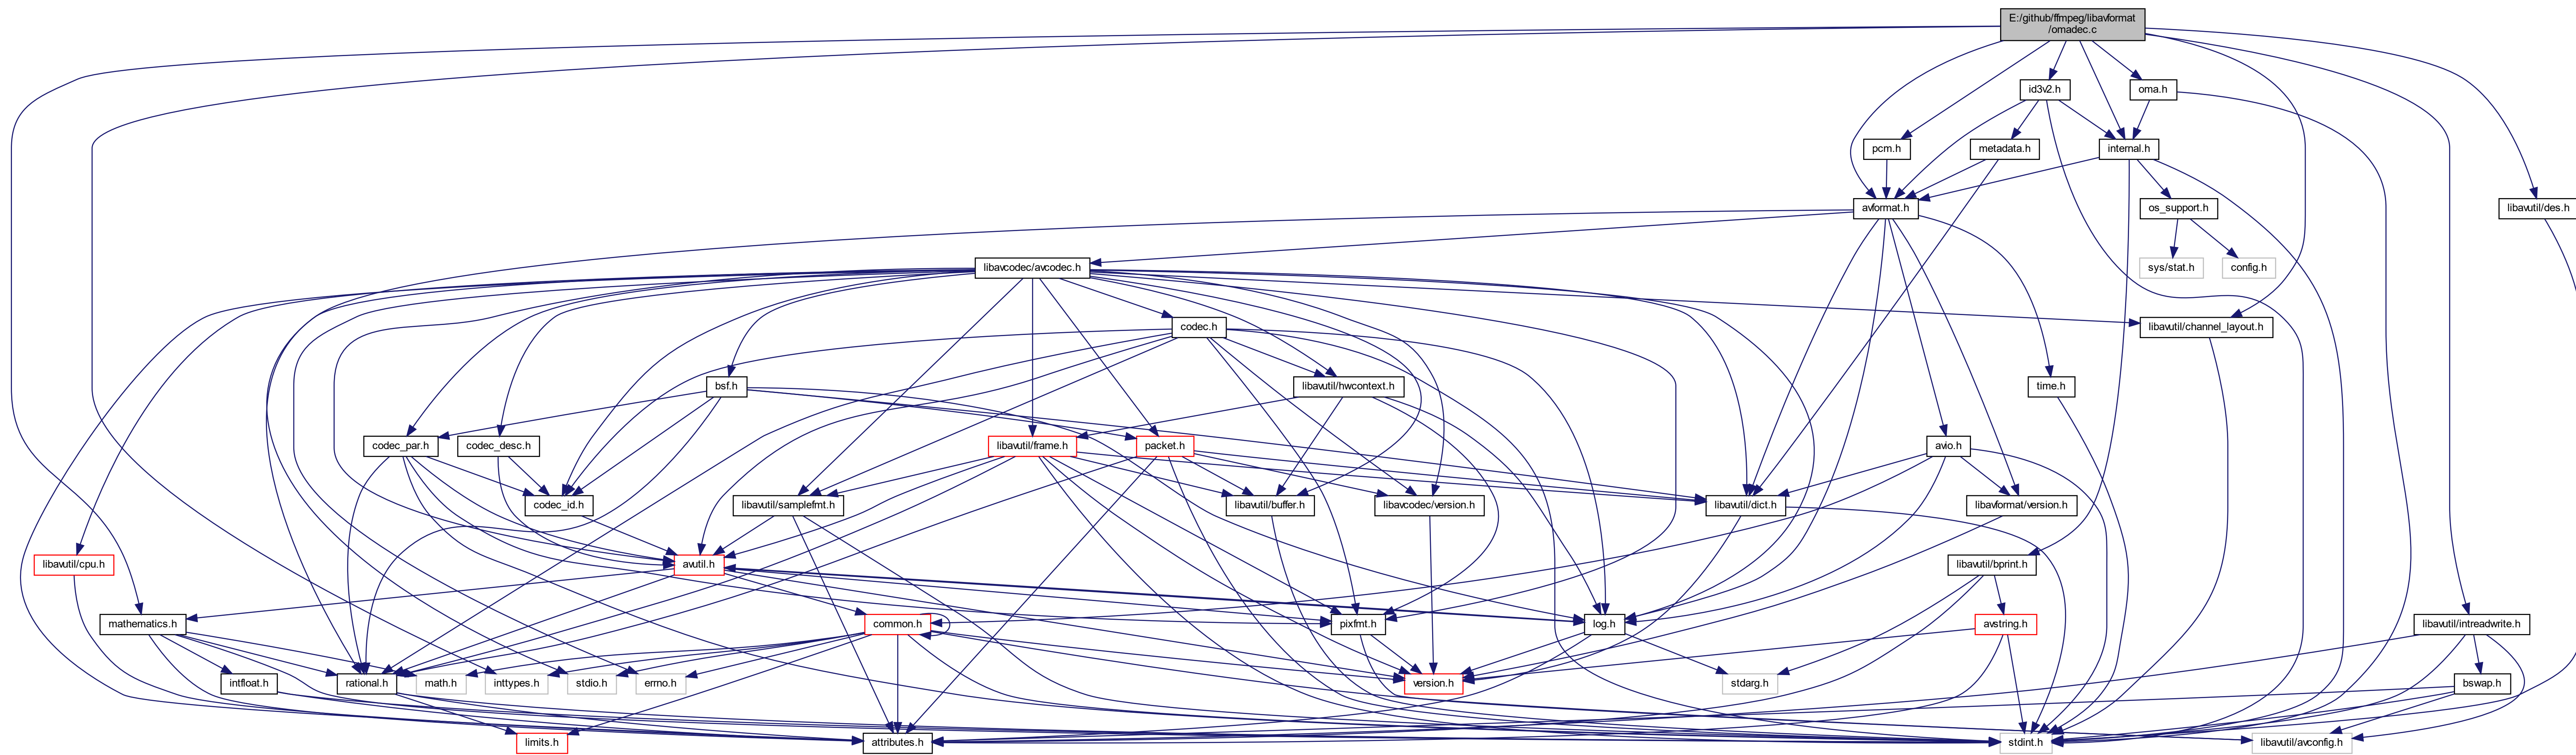 E:/github/ffmpeg/libavformat
/omadec.c
id3v2.h
oma.h
pcm.h
metadata.h
internal.h
avformat.h
os_support.h
libavutil/des.h
libavcodec/avcodec.h
sys/stat.h
config.h
codec.h
libavutil/channel_layout.h
bsf.h
libavutil/hwcontext.h
time.h
codec_par.h
codec_desc.h
libavutil/frame.h
packet.h
avio.h
codec_id.h
libavutil/samplefmt.h
libavutil/buffer.h
libavcodec/version.h
libavutil/dict.h
libavformat/version.h
libavutil/cpu.h
avutil.h
libavutil/bprint.h
mathematics.h
common.h
pixfmt.h
log.h
avstring.h
libavutil/intreadwrite.h
intfloat.h
rational.h
math.h
inttypes.h
stdio.h
errno.h
version.h
stdarg.h
bswap.h
limits.h
attributes.h
stdint.h
libavutil/avconfig.h